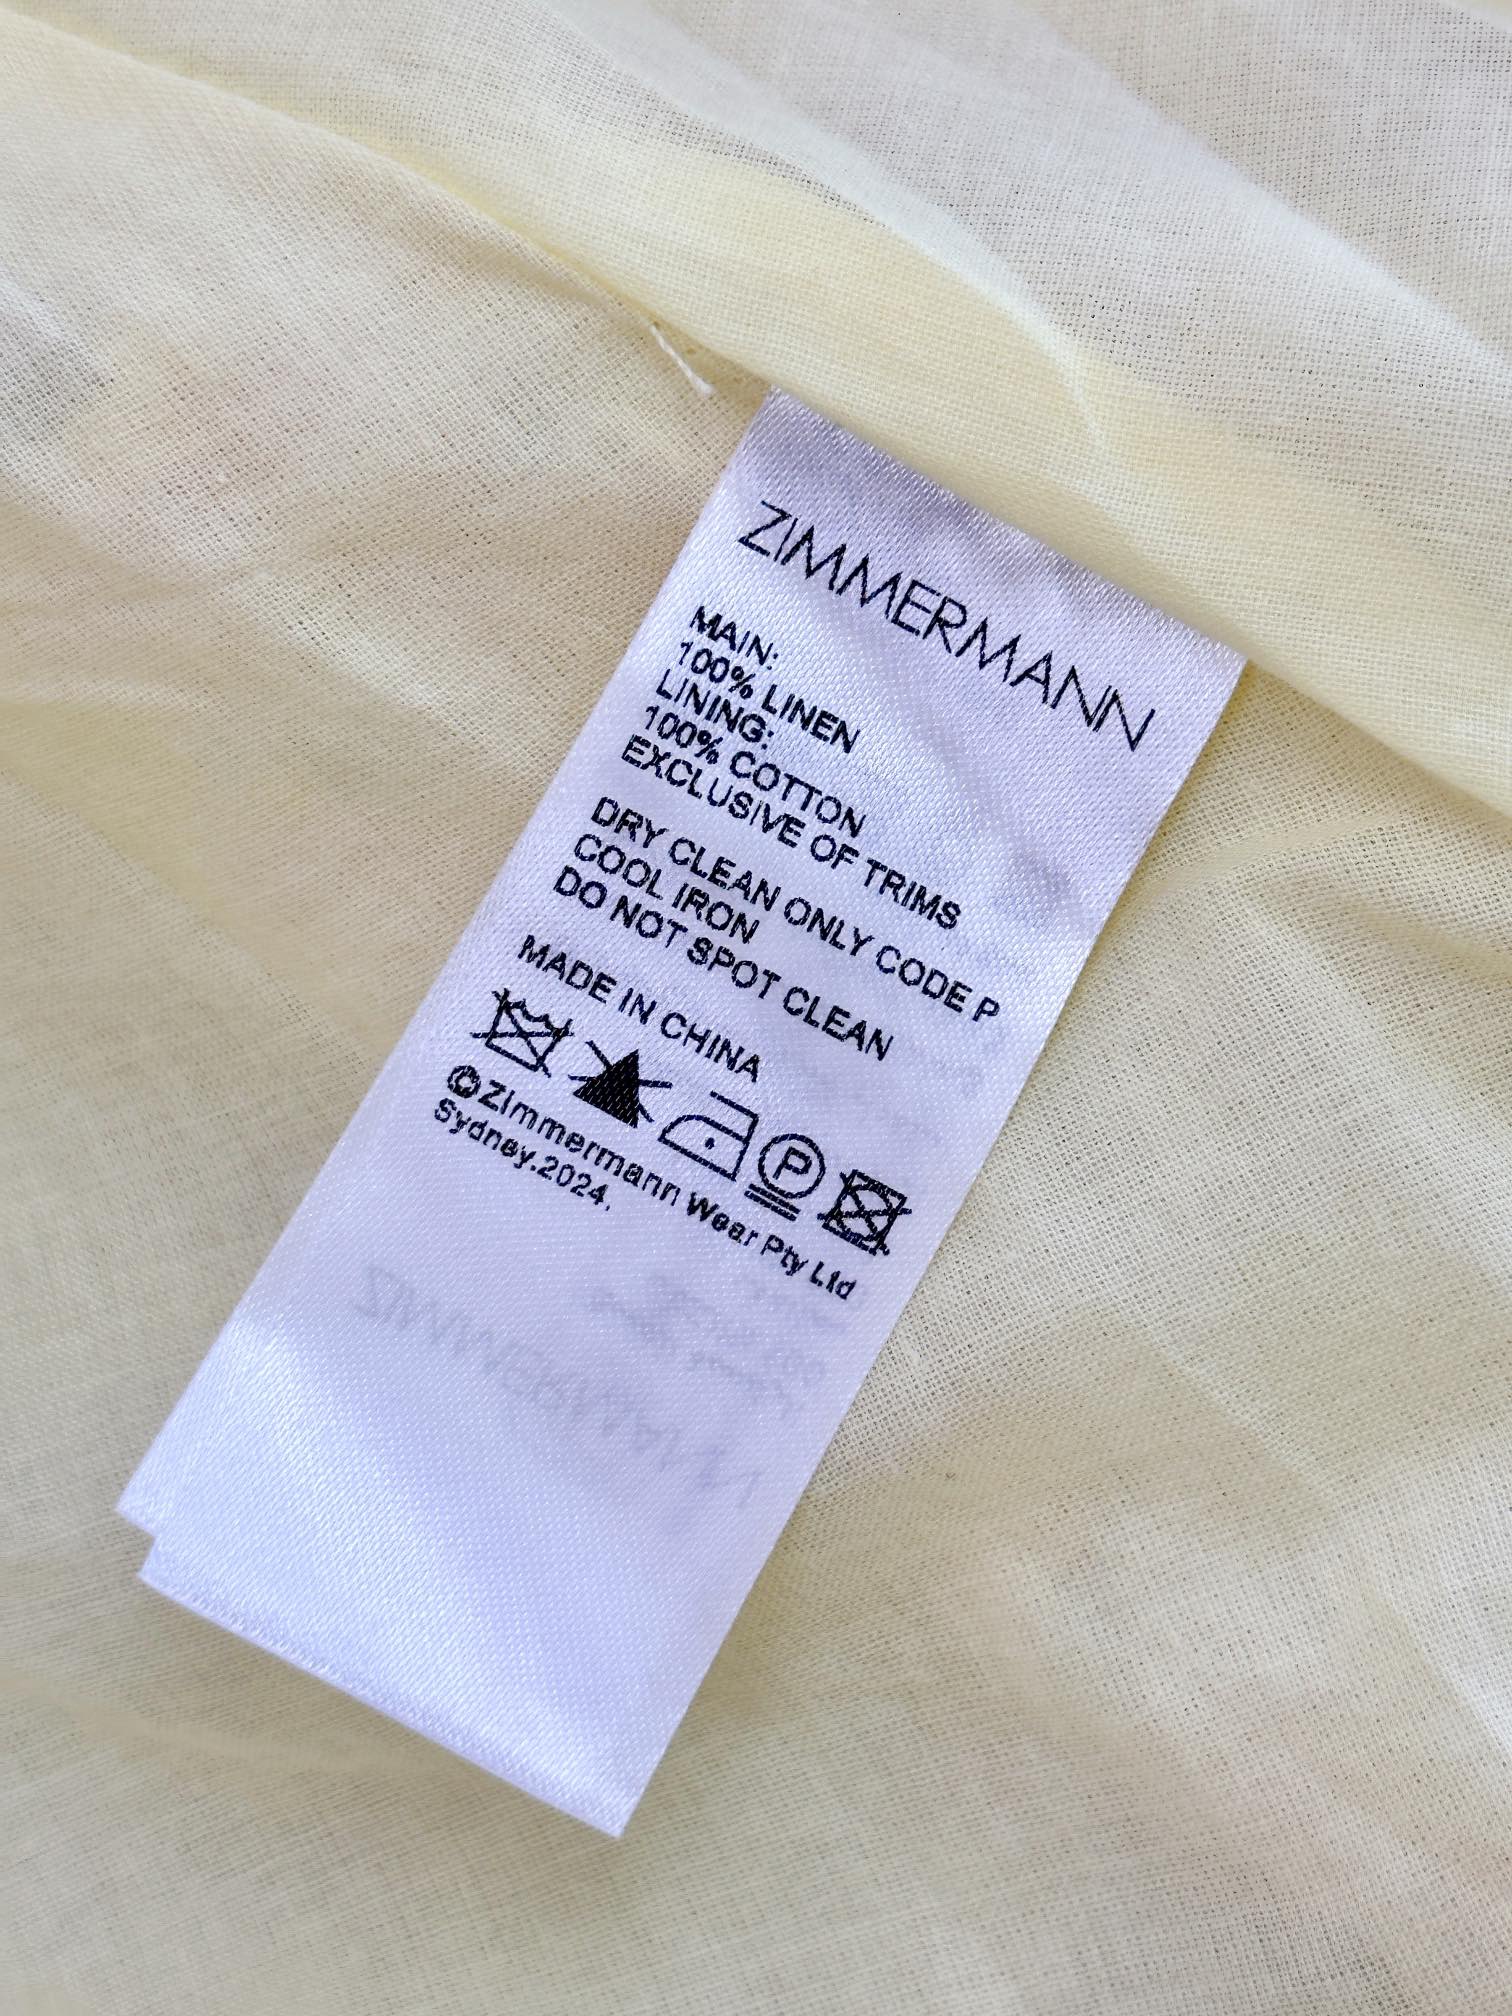 ZIMMERMANN
MAIN:
100% LINEN
LINING:
100% COTTON
EXCLUSIVE OF TRIMS
DRY CLEAN ONLY CODE P
COOL IRON
DO NOT SPOT CLEAN
MADE IN CHINA
P
©Zimmermann Wear Pty Ltd
Sydney.2024.